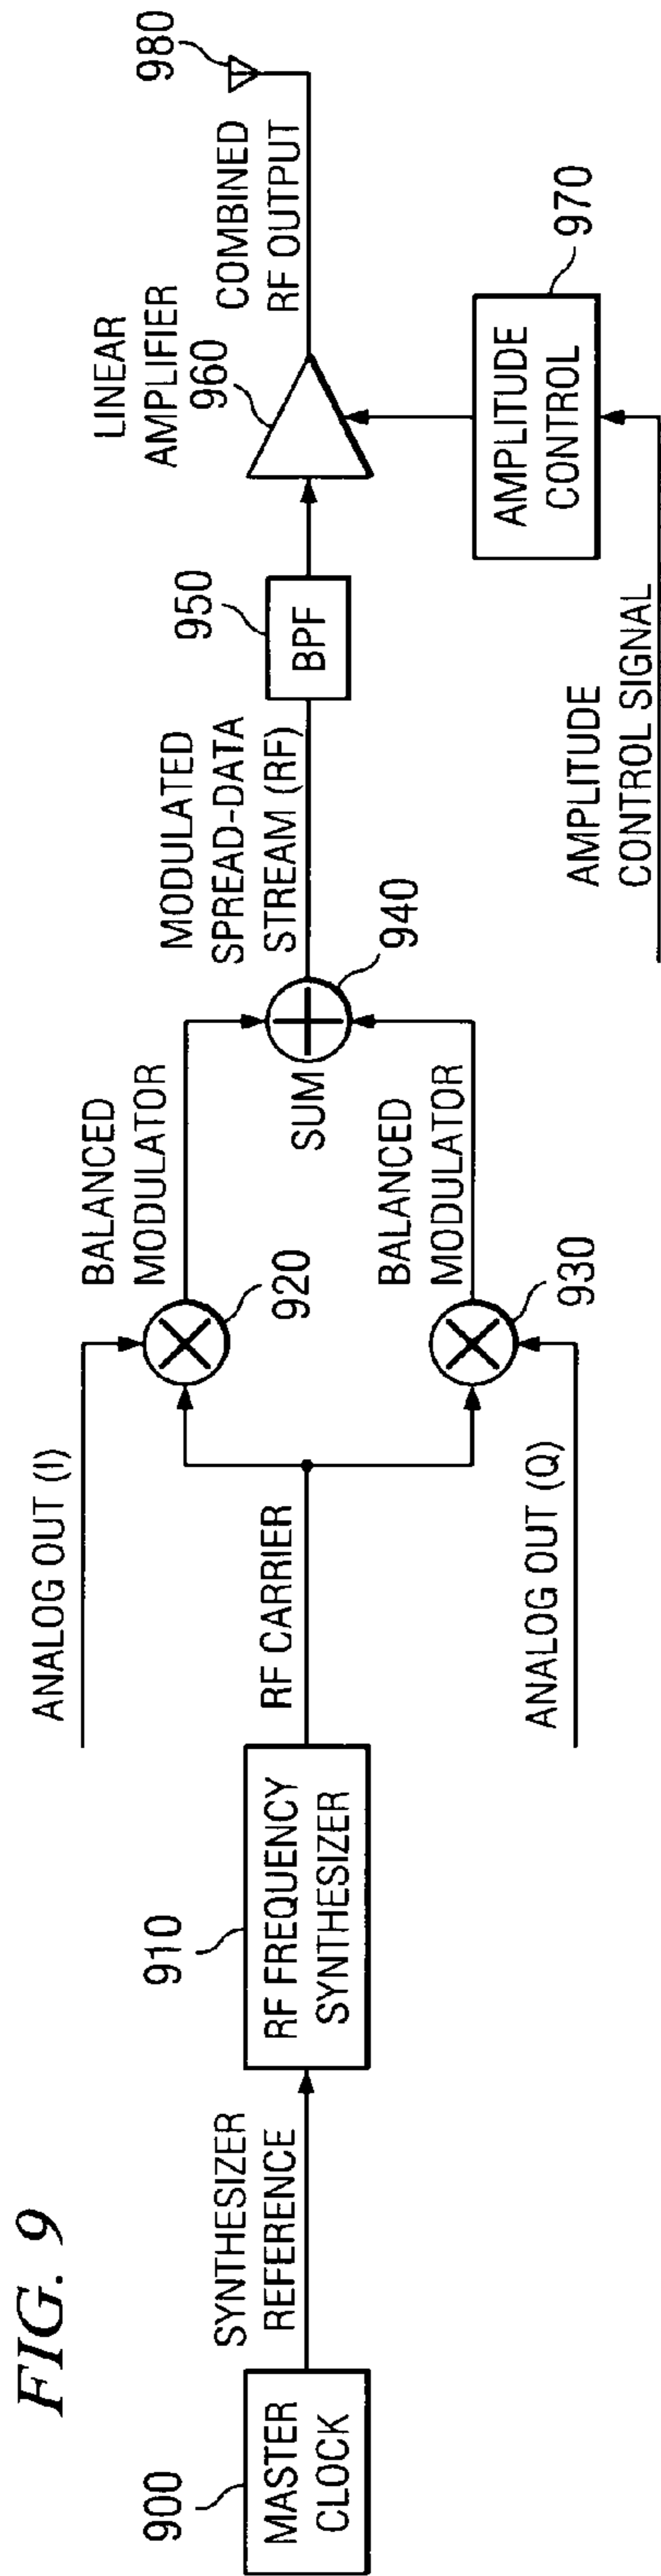 FIG. 9
900
MASTER
CLOCK
SYNTHESIZER
REFERENCE
910
RF FREQUENCY
SYNTHESIZER
RF CARRIER
ANALOG OUT (I)
ANALOG OUT (Q)
920
BALANCED
MODULATOR
930
BALANCED
MODULATOR
SUM
940
MODULATED
SPREAD-DATA
STREAM (RF)
950
BPF
LINEAR
AMPLIFIER
960
COMBINED
RF OUTPUT
980
AMPLITUDE
CONTROL
970
AMPLITUDE
CONTROL SIGNAL